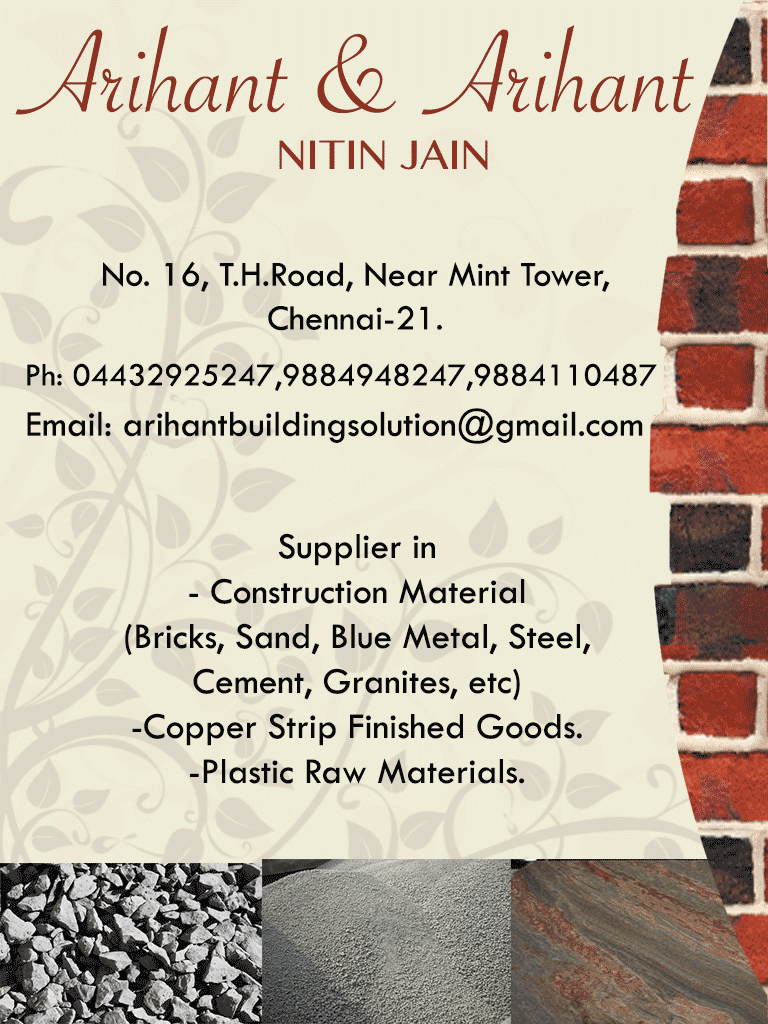 Arihant & Arihant
NITIN JAIN
No. 16, T.H.Road, Near Mint Tower,
Chennai-21.
Ph: 04432925247,9884948247,9884110487
Email: arihantbuildingsolution@gmail.com
Supplier in
- Construction Material
(Bricks, Sand, Blue Metal, Steel,
Cement, Granites, etc)
-Copper Strip Finished Goods.
-Plastic Raw Materials.